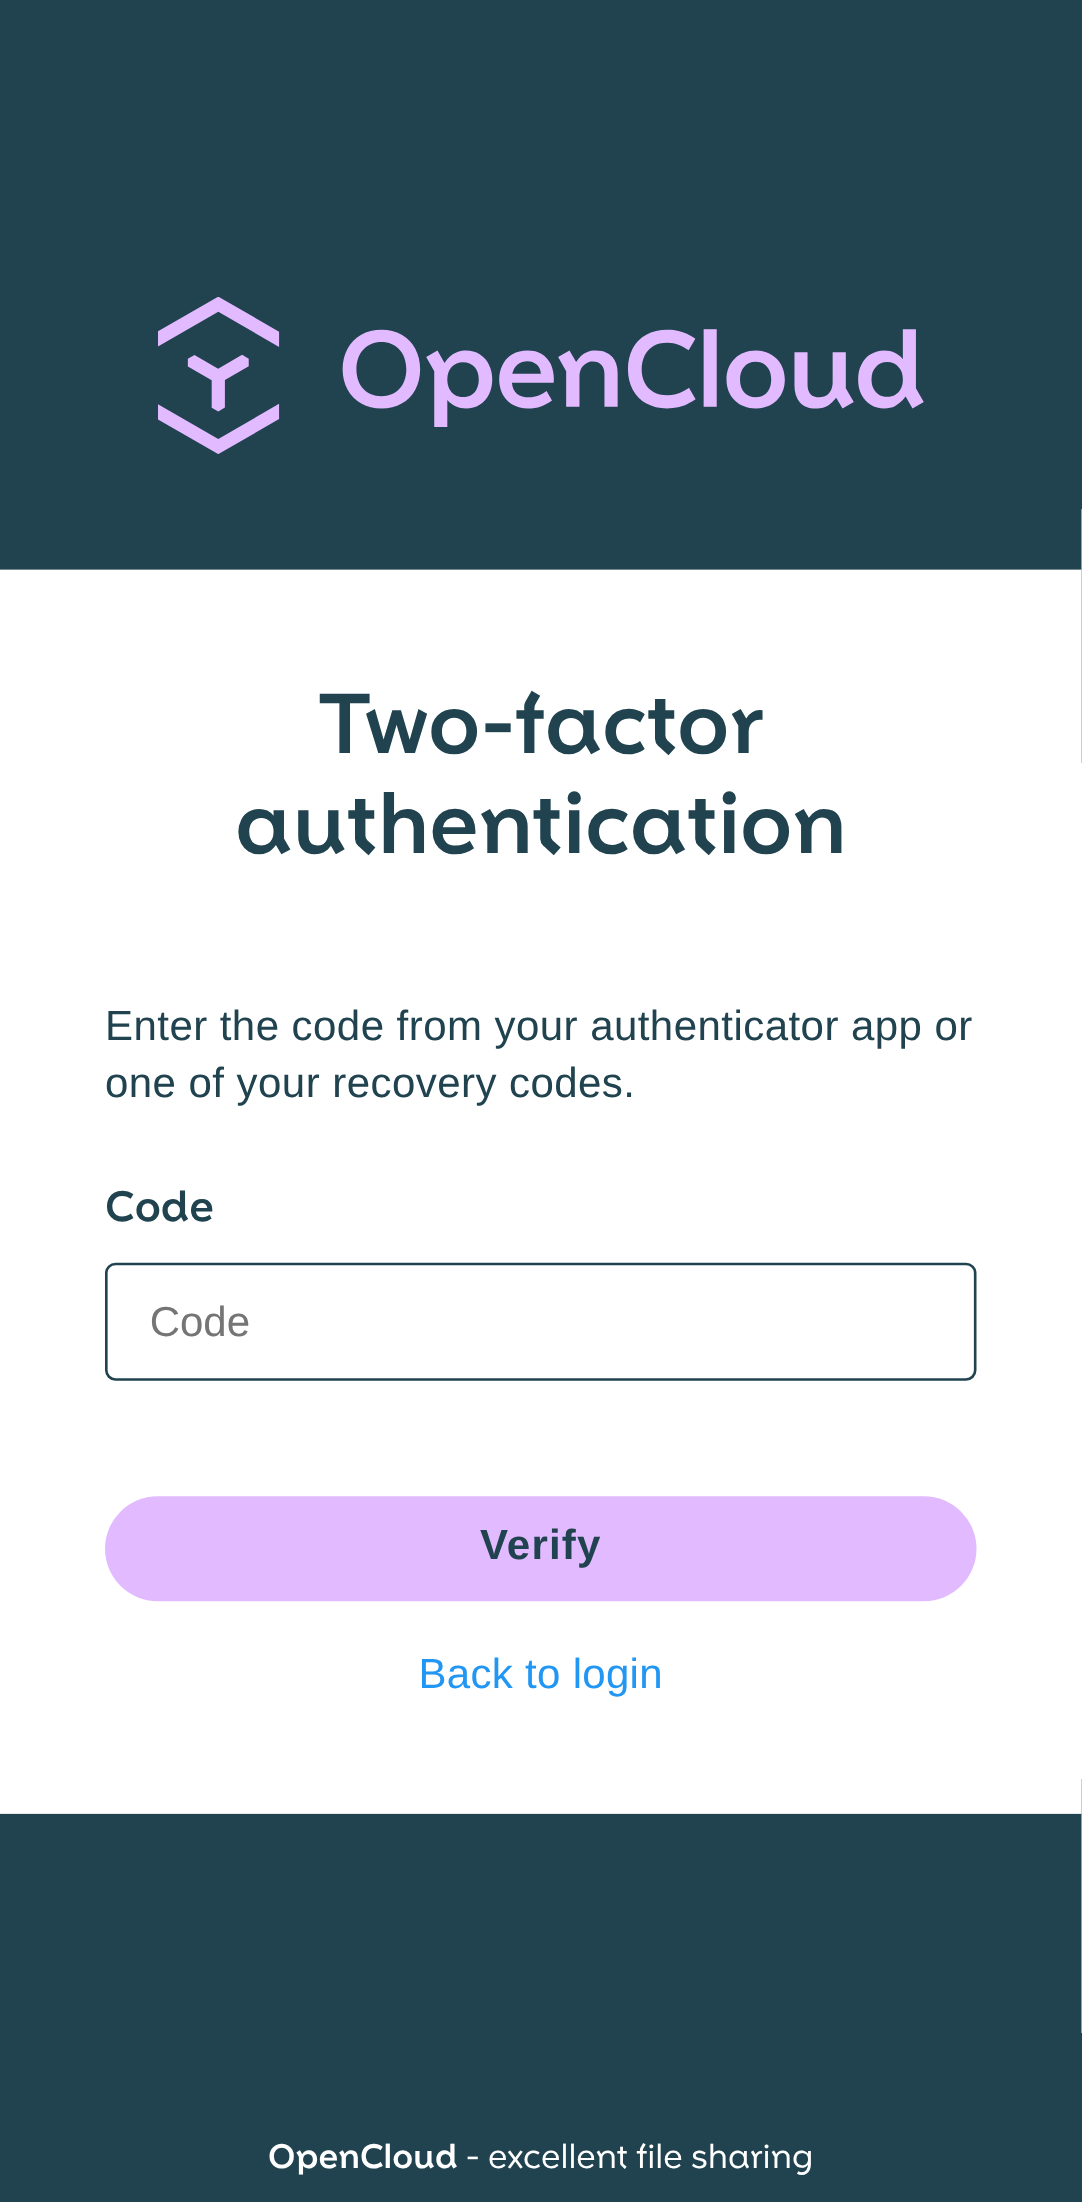 OpenCloud
Two-factor
authentication
Enter the code from your authenticator app or
one of your recovery codes.
Code
Code
Verify
Back to login
OpenCloud - excellent file sharing